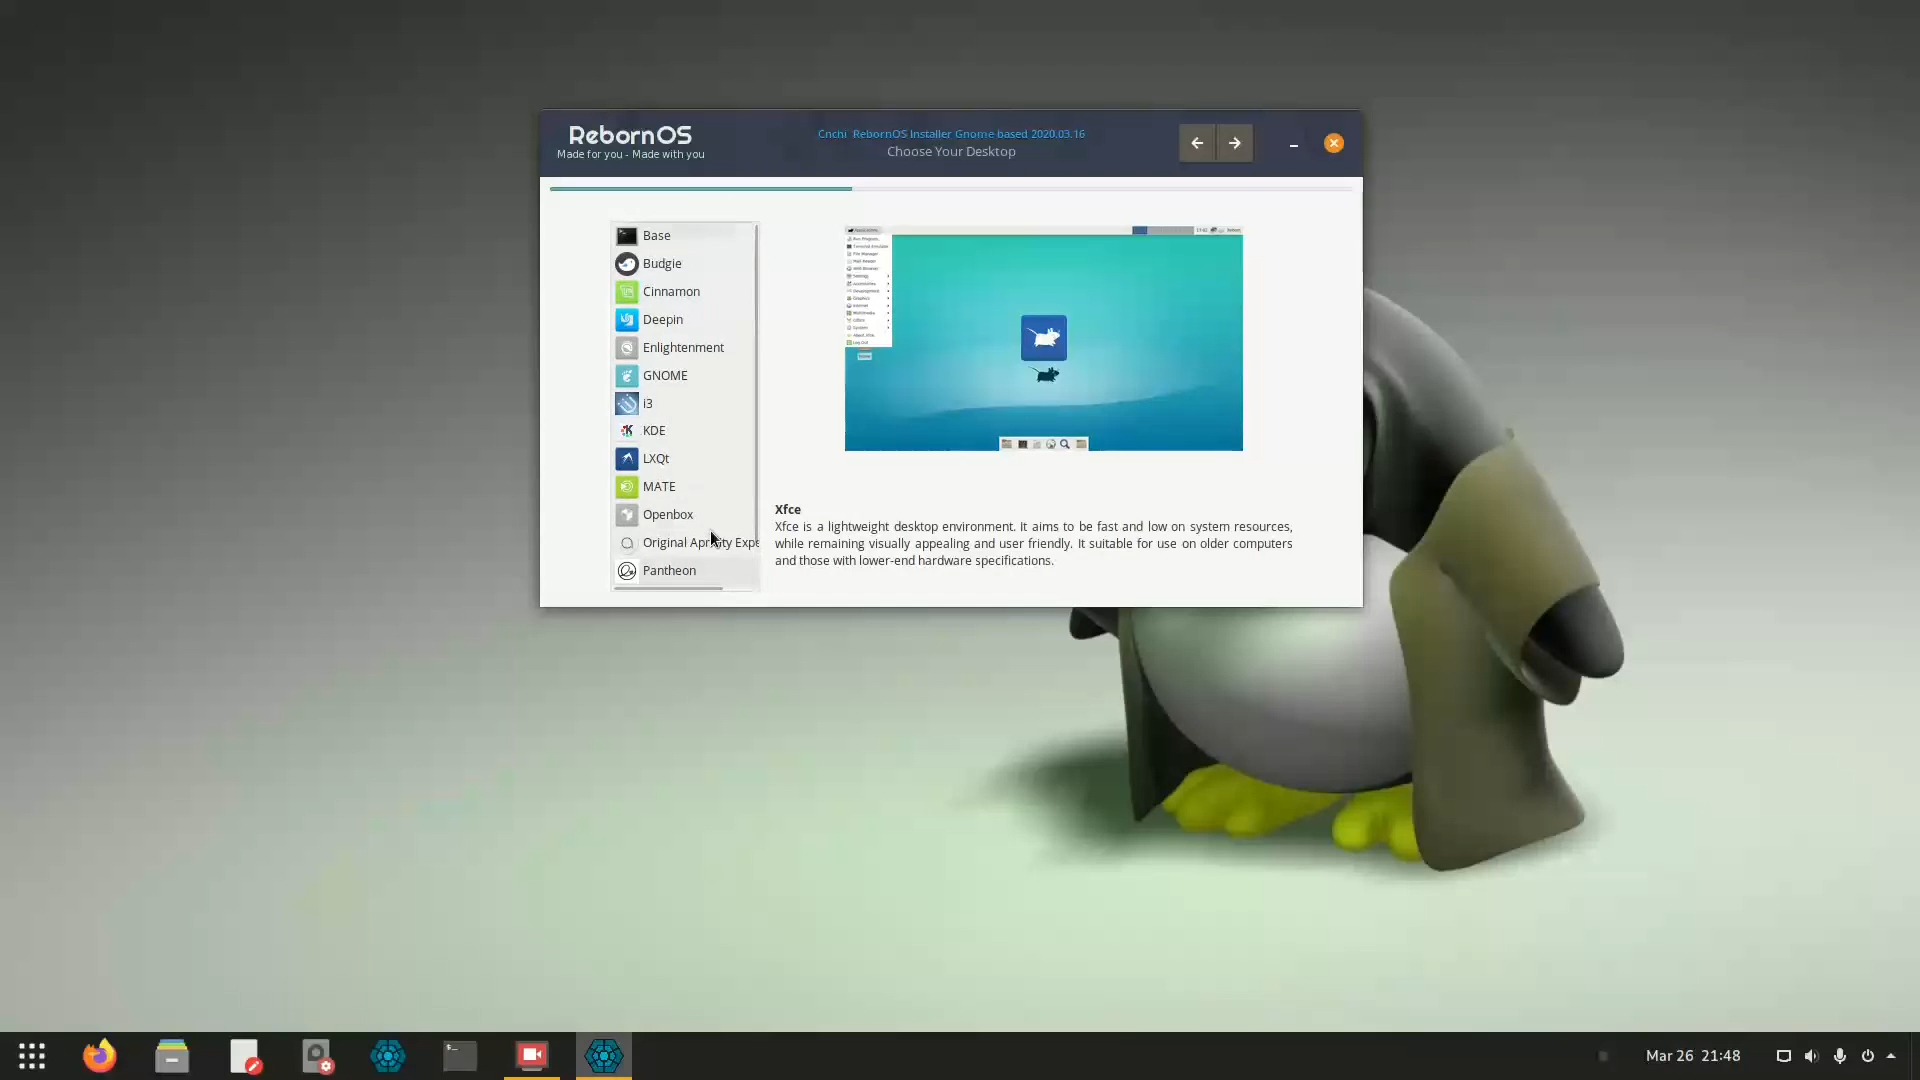 RebornOS
Made for you - Made with you
Cnchi RebornOS Installer Gnome based 2020.03.16
Choose Your Desktop
Base
Budgie
Cinnamon
Deepin
Enlightenment
GNOME
i3
KDE
LXQt
MATE
Openbox
Original
Pantheon
Xfce
Xfce is a lightweight desktop environment. It aims to be fast and low on system resources,
while remaining visually appealing and user friendly. It suitable for use on older computers
and those with lower-end hardware specifications.
Mar 26 21:48